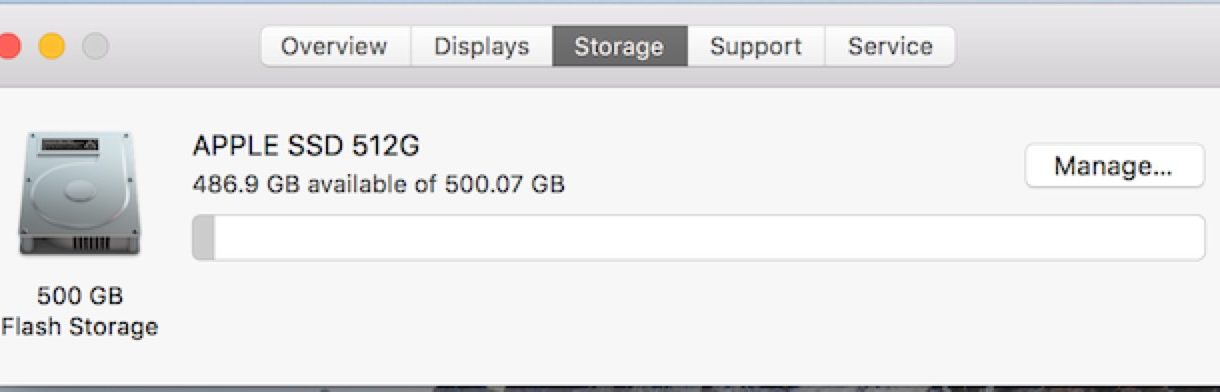 Overview Displays Storage Support Service
APPLE SSD 512G
486.9 GB available of 500.07 GB
Manage...
500 GB
Flash Storage